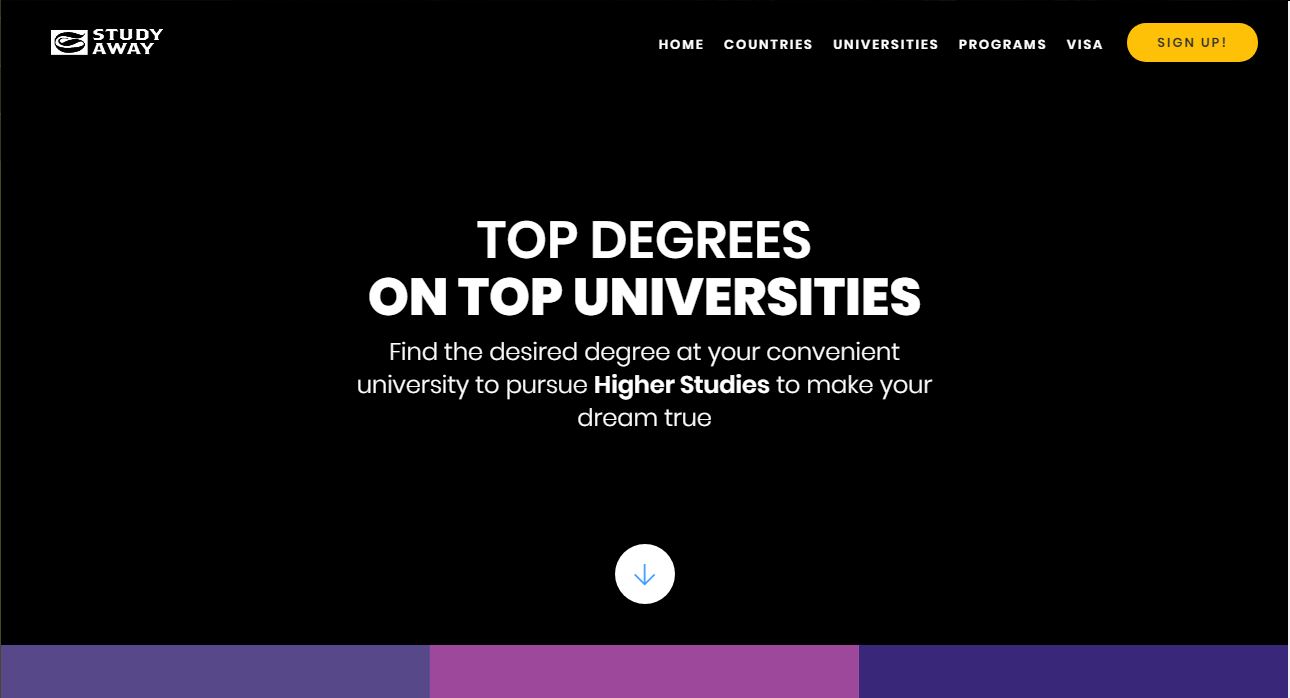 STUDY
AWAY
HOME COUNTRIES UNIVERSITIES PROGRAMS VISA SIGN UP!
TOP DEGREES
ON TOP UNIVERSITIES
Find the desired degree at your convenient
university to pursue Higher Studies to make your
dream true